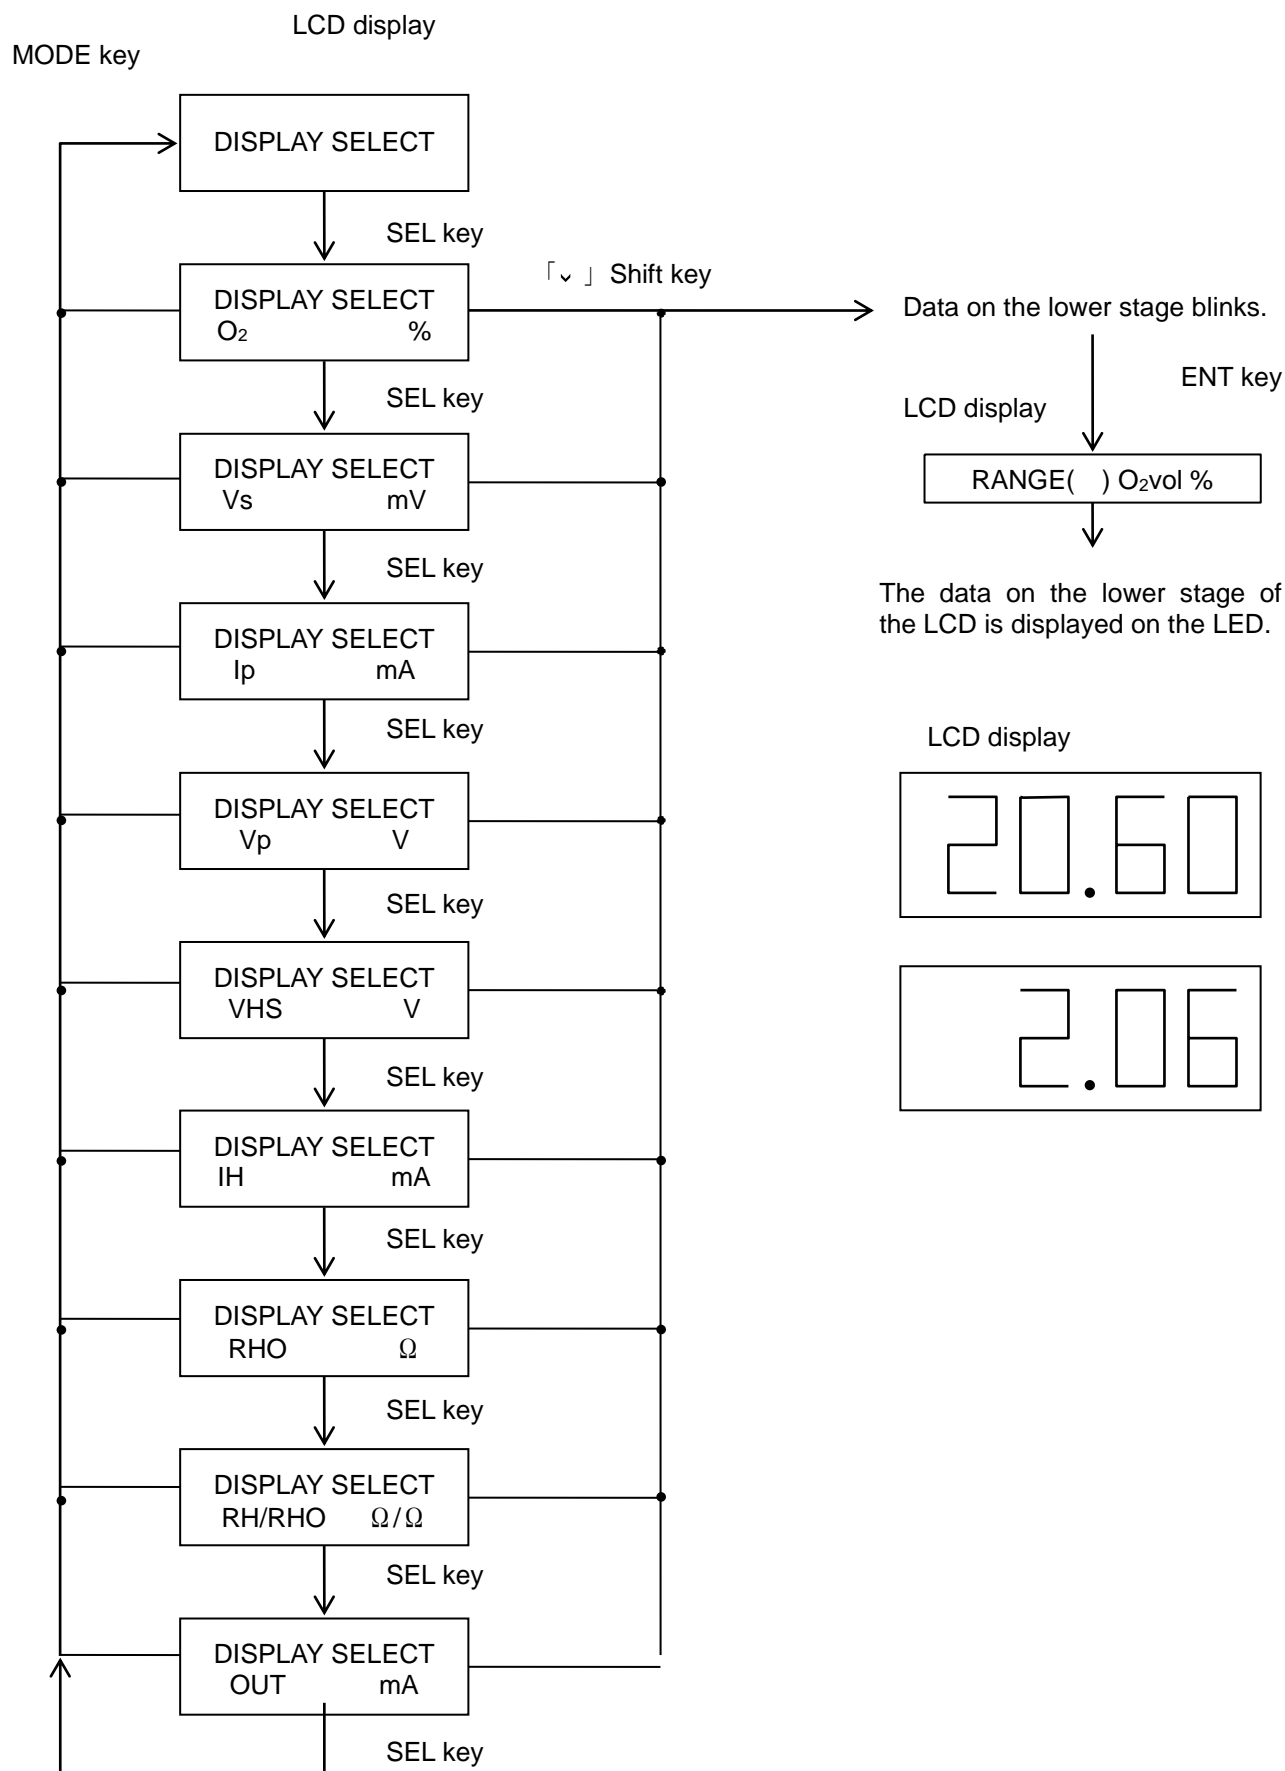 LCD display
MODE key
DISPLAY SELECT
SEL key
DISPLAY SELECT
O₂ %
「⌄」Shift key
Data on the lower stage blinks.
SEL key
ENT key
LCD display
RANGE( ) O₂vol %
The data on the lower stage of
the LCD is displayed on the LED.
DISPLAY SELECT
Vs mV
SEL key
DISPLAY SELECT
Ip mA
SEL key
DISPLAY SELECT
Vp V
SEL key
DISPLAY SELECT
VHS V
SEL key
DISPLAY SELECT
IH mA
SEL key
DISPLAY SELECT
RHO Ω
SEL key
DISPLAY SELECT
RH/RHO Ω/Ω
SEL key
DISPLAY SELECT
OUT mA
SEL key
LCD display
20.60
2.06